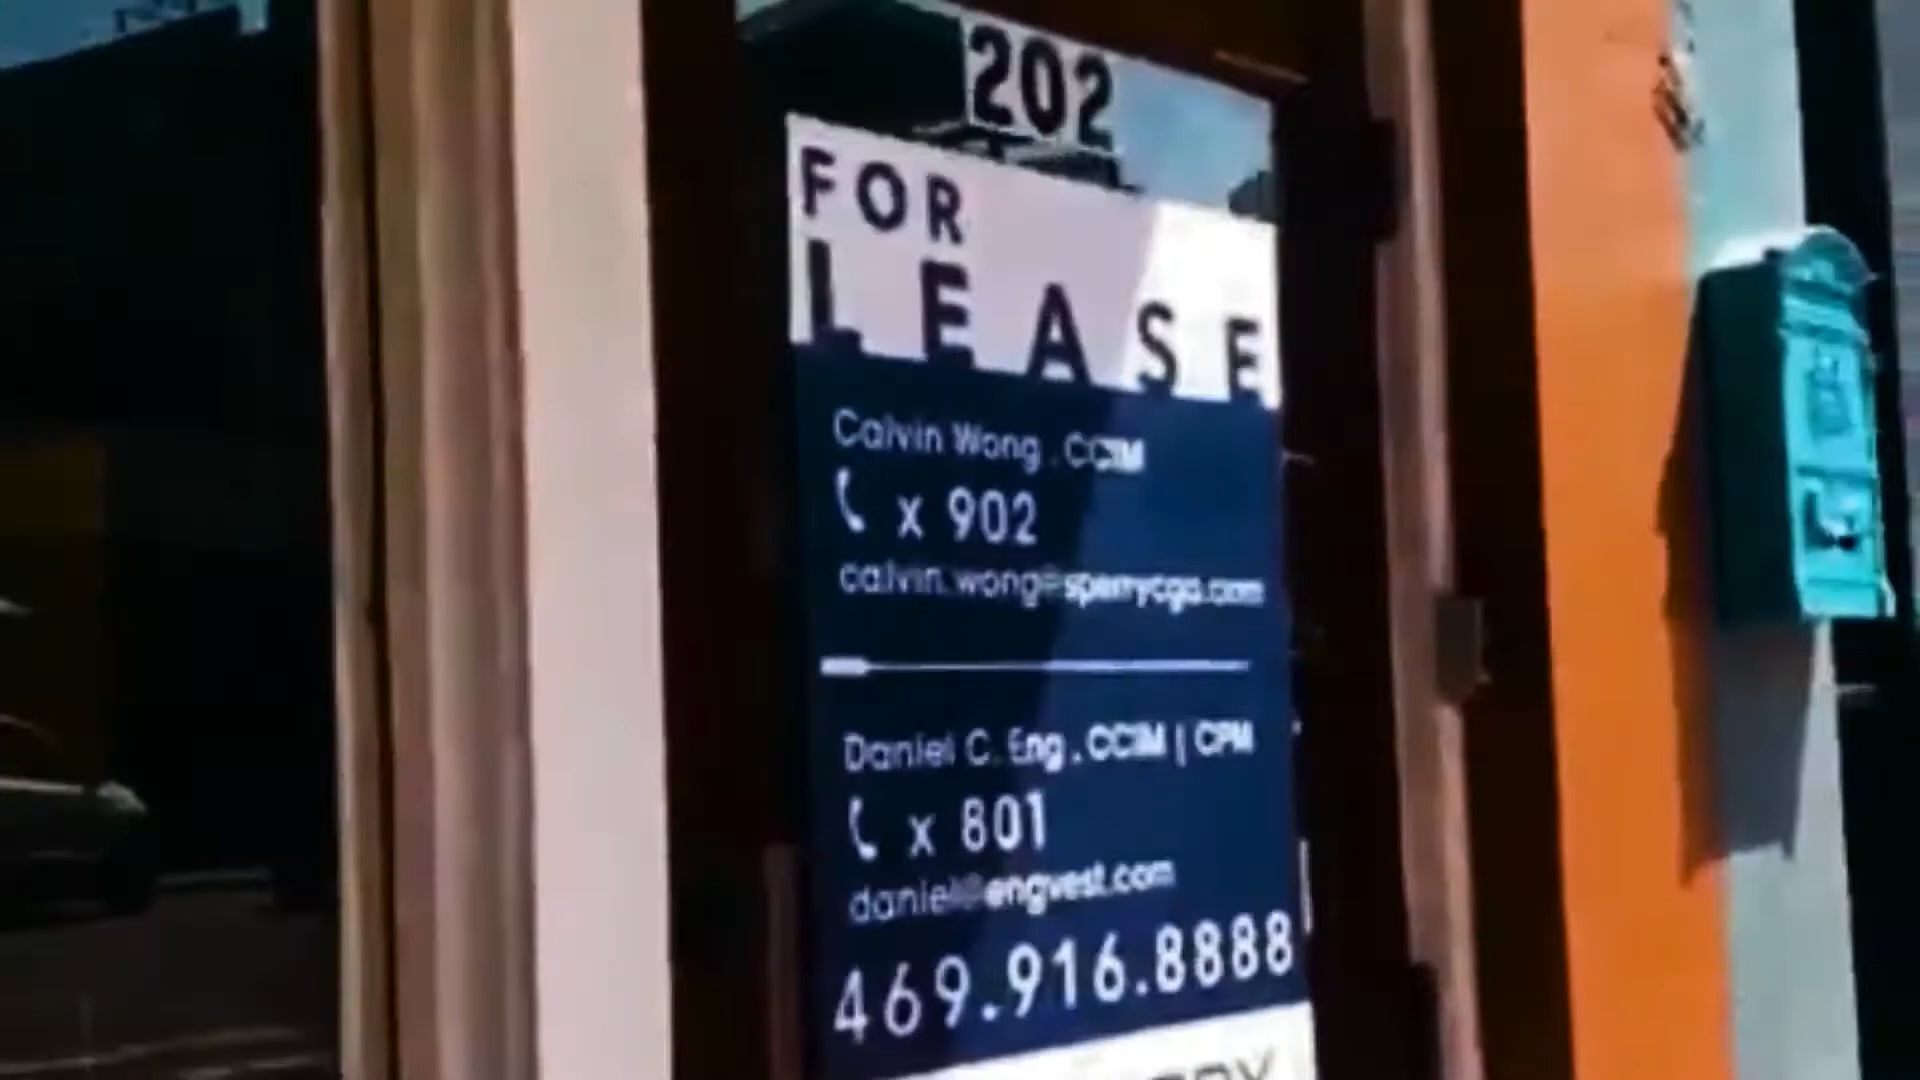 202
FOR
LEASE
Calvin Wong . CCIM
x 902
calvin.wong@sperrycga.com
Daniel C. Eng . CCIM | CPM
x 801
daniel@engvest.com
469.916.8888